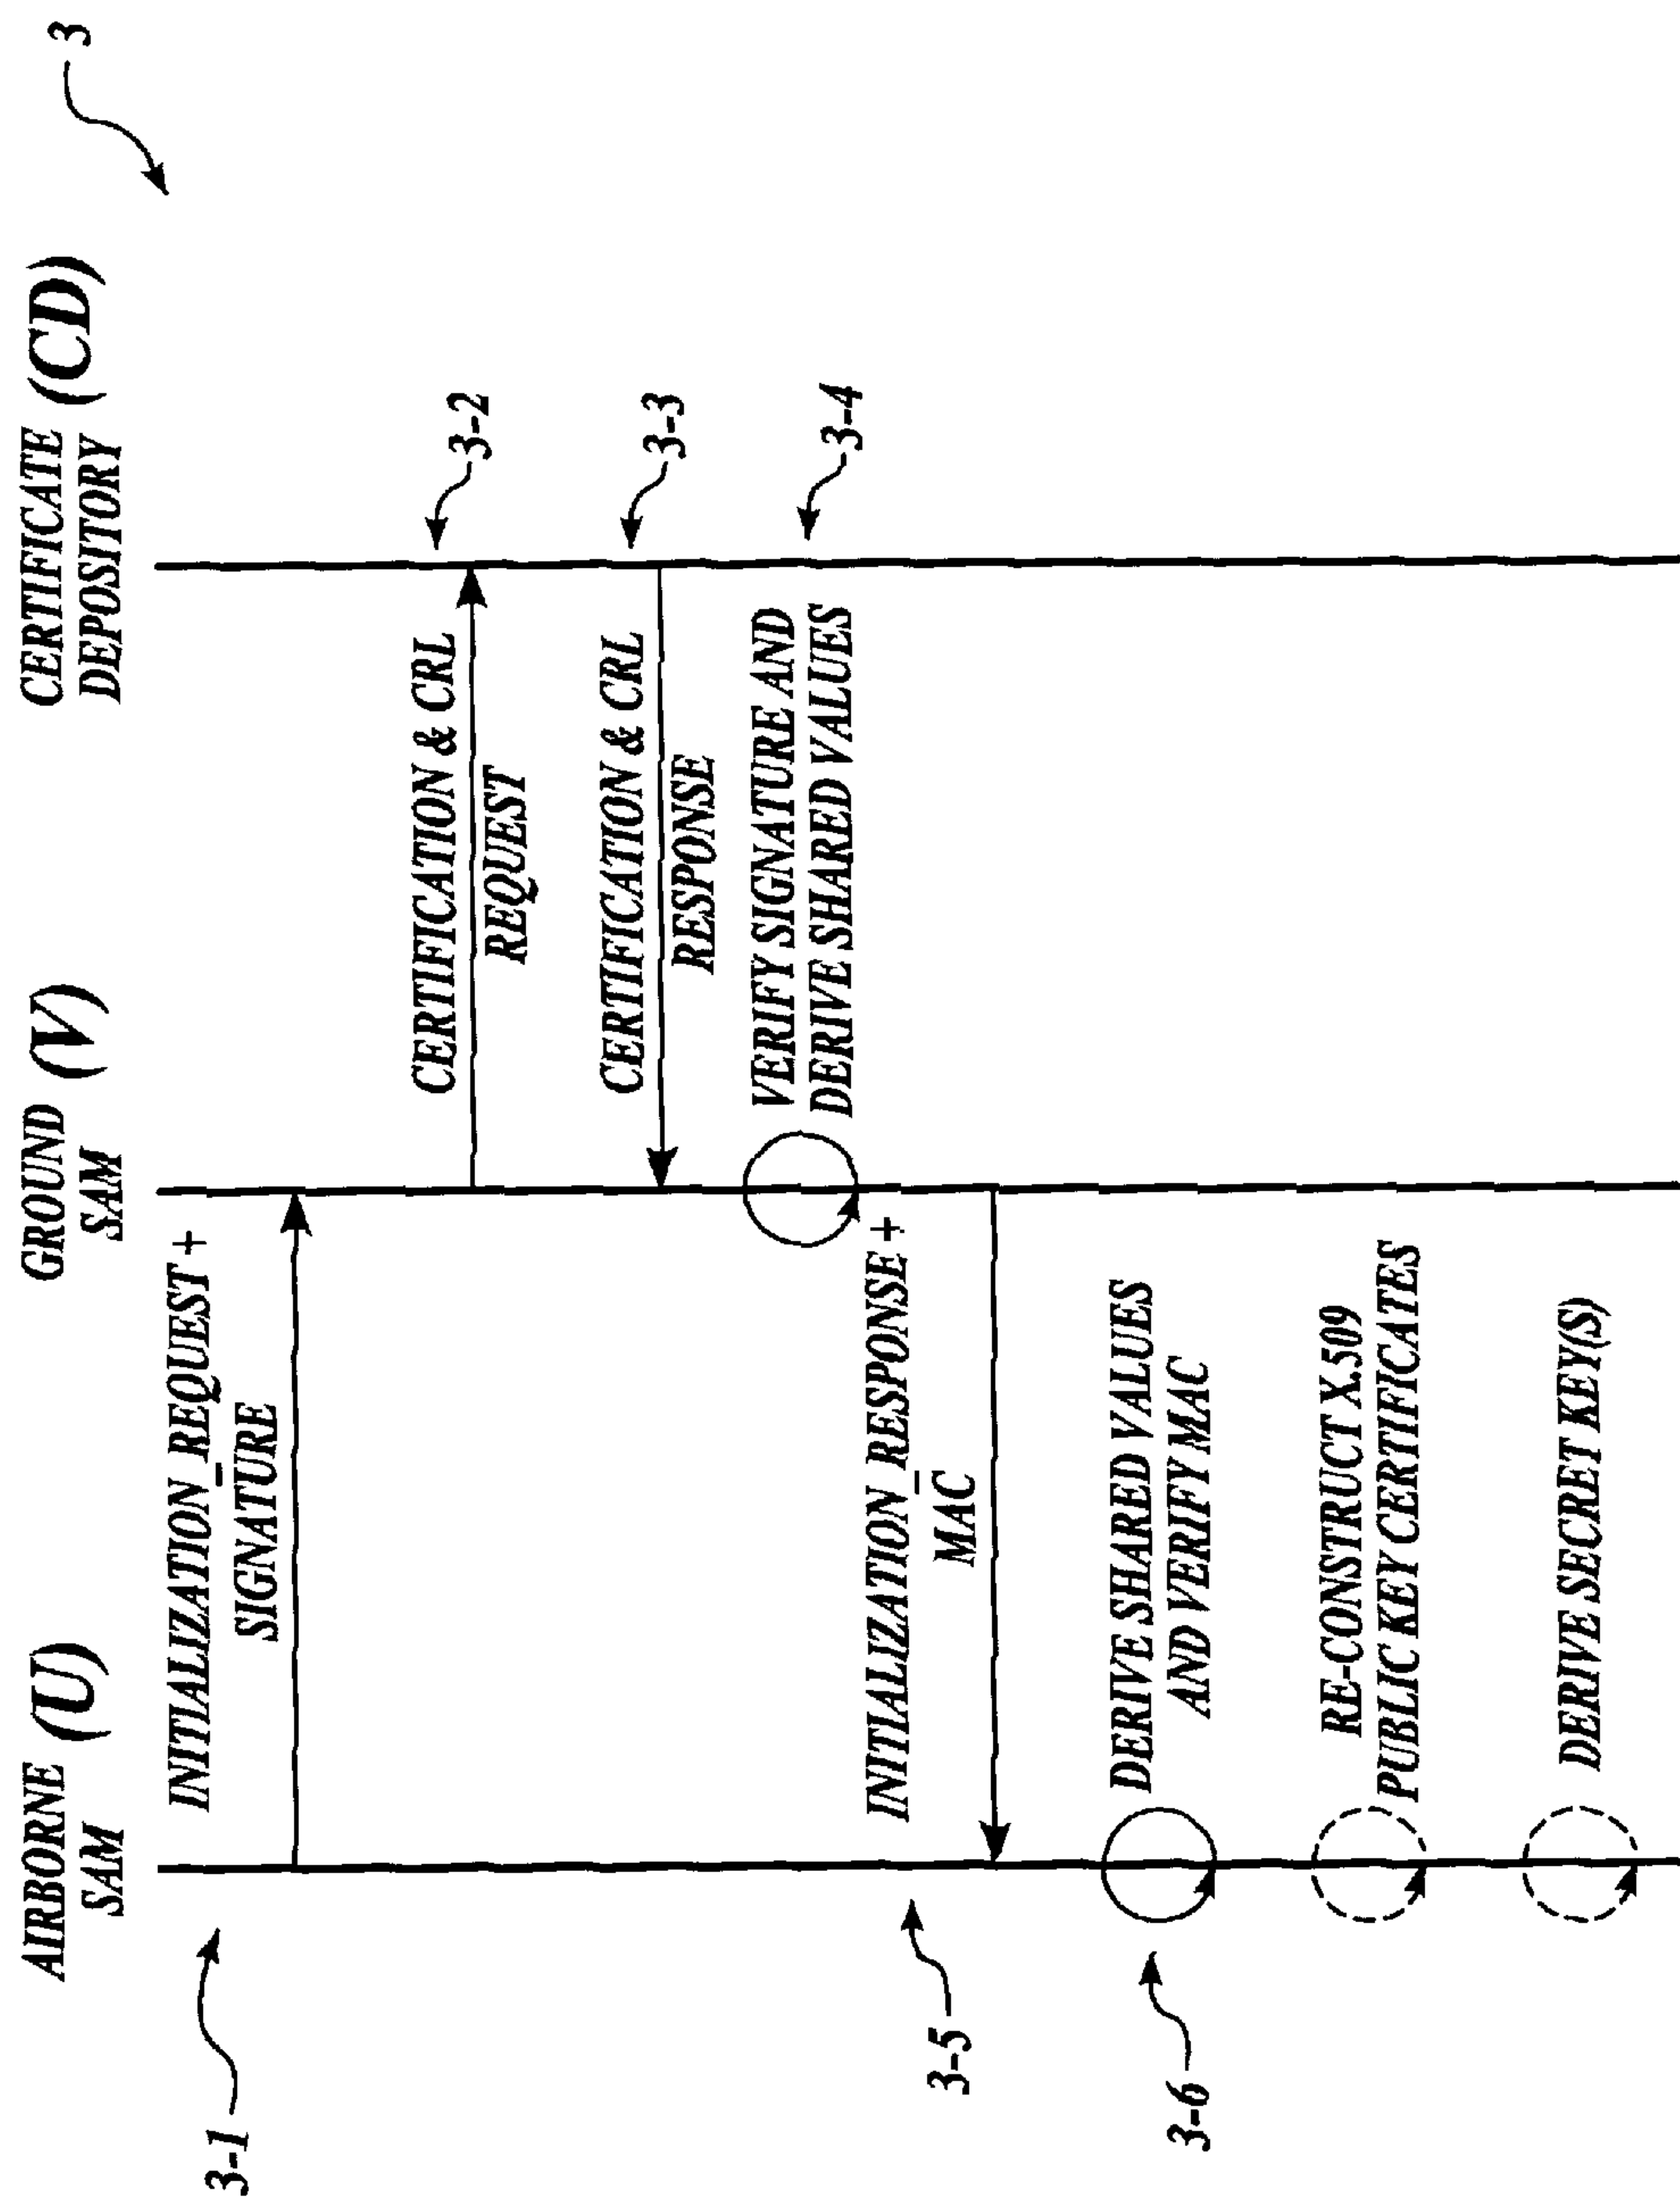 3
AIRBORNE
SAM
(U)
GROUND
SAM
(V)
CERTIFICATE
DEPOSITORY
(CD)
3-1
INITIALIZATION_REQUEST +
SIGNATURE
CERTIFICATION & CRL
REQUEST
3-2
CERTIFICATION & CRL
RESPONSE
3-3
VERIFY SIGNATURE AND
DERIVE SHARED VALUES
3-4
3-5
INITIALIZATION_RESPONSE +
MAC
3-6
DERIVE SHARED VALUES
AND VERIFY MAC
RE-CONSTRUCT X.509
PUBLIC KEY CERTIFICATES
DERIVE SECRET KEY(S)